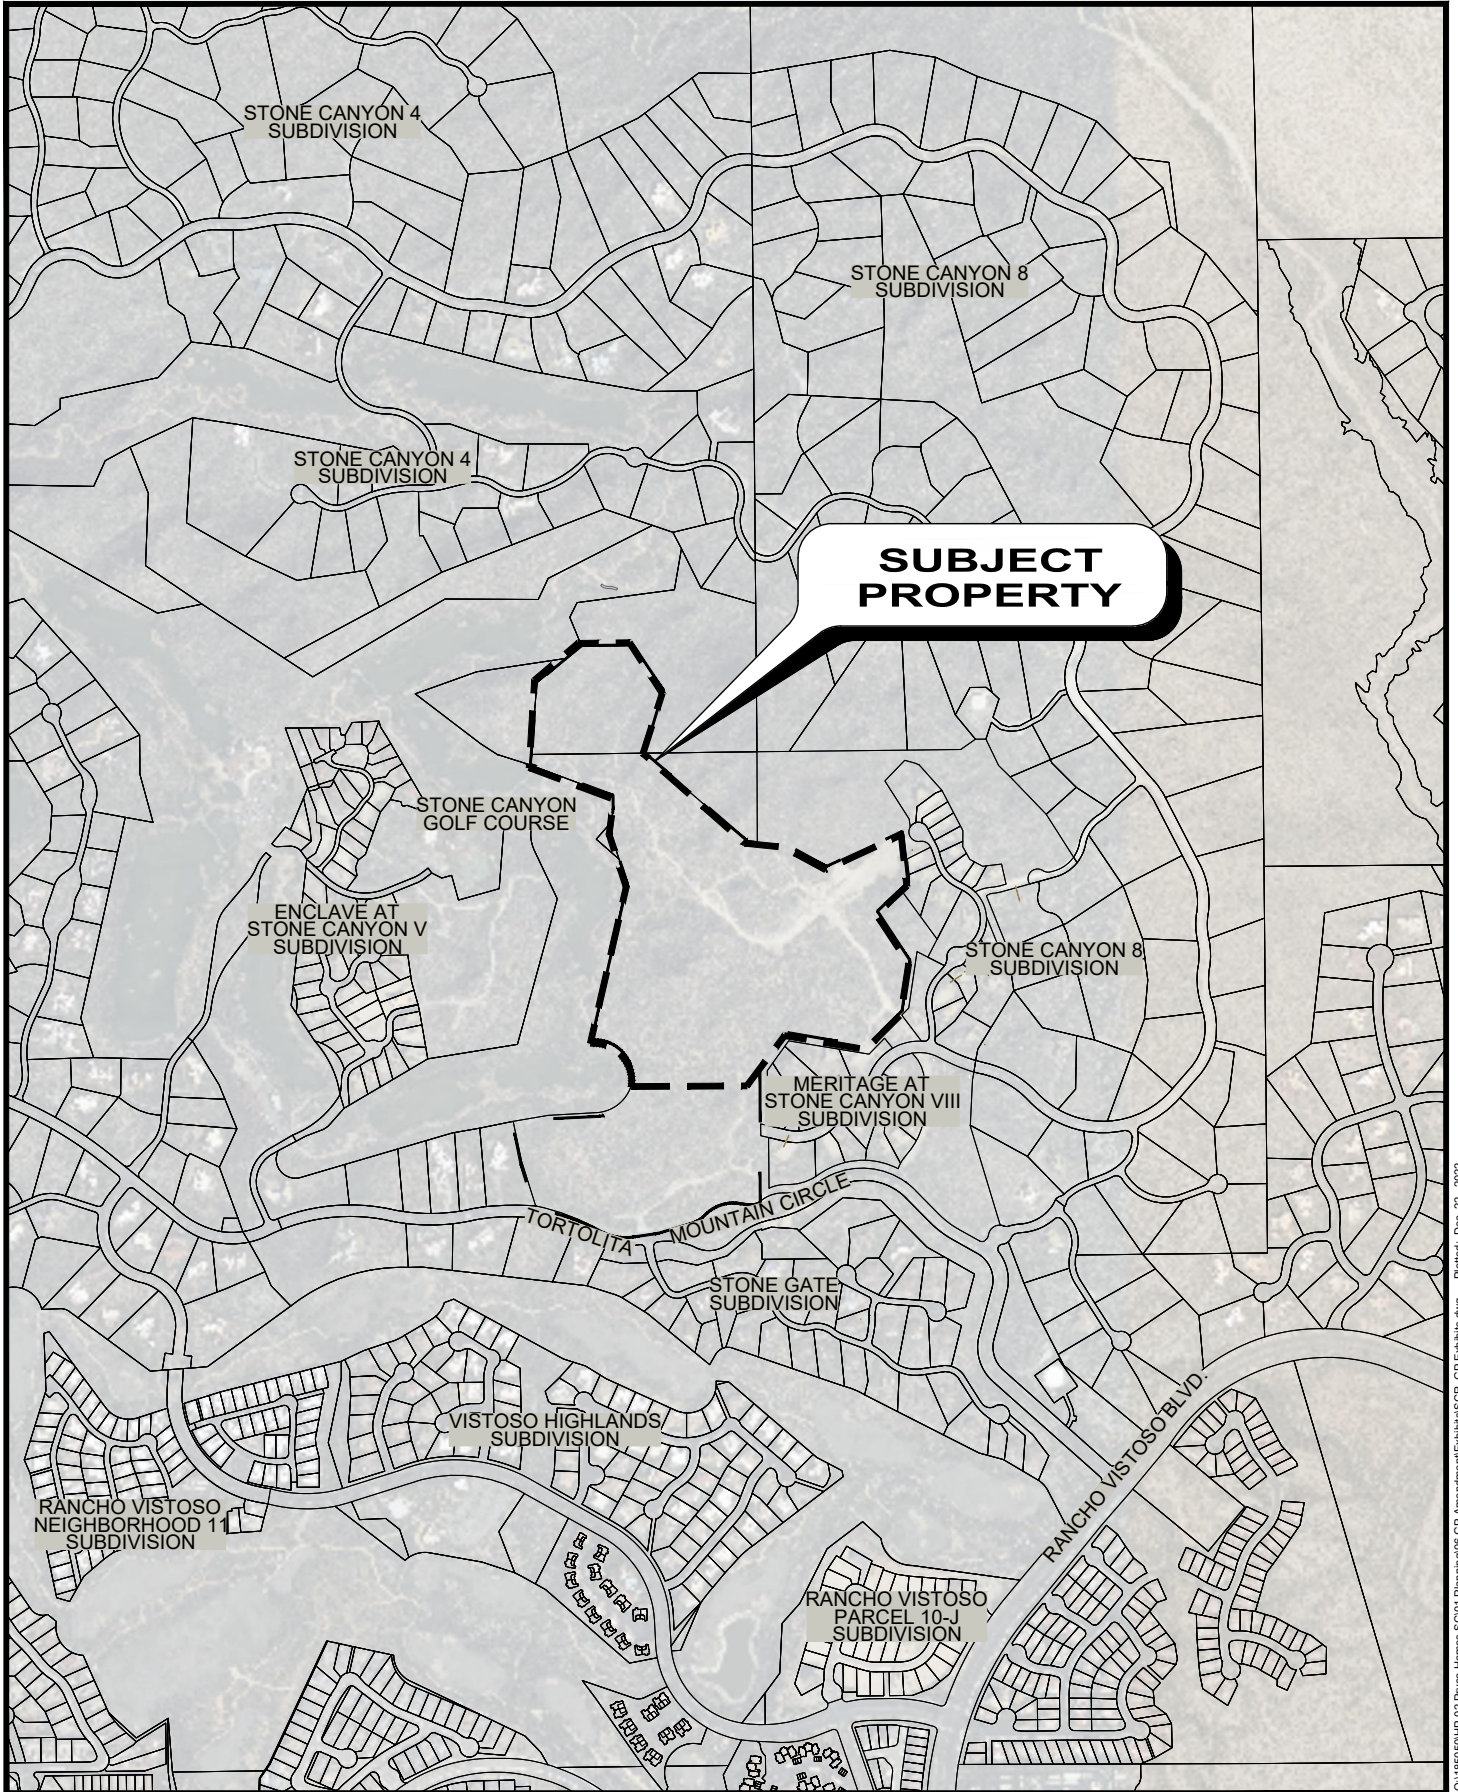 STONE CANYON 4
SUBDIVISION
STONE CANYON 8
SUBDIVISION
STONE CANYON 4
SUBDIVISION
SUBJECT
PROPERTY
STONE CANYON
GOLF COURSE
ENCLAVE AT
STONE CANYON V
SUBDIVISION
STONE CANYON 8
SUBDIVISION
MERITAGE AT
STONE CANYON VIII
SUBDIVISION
TORTOLITA MOUNTAIN CIRCLE
STONE GATE
SUBDIVISION
RANCHO VISTOSO BLVD.
VISTOSO HIGHLANDS
SUBDIVISION
RANCHO VISTOSO
NEIGHBORHOOD 11
SUBDIVISION
RANCHO VISTOSO
PARCEL 10-J
SUBDIVISION